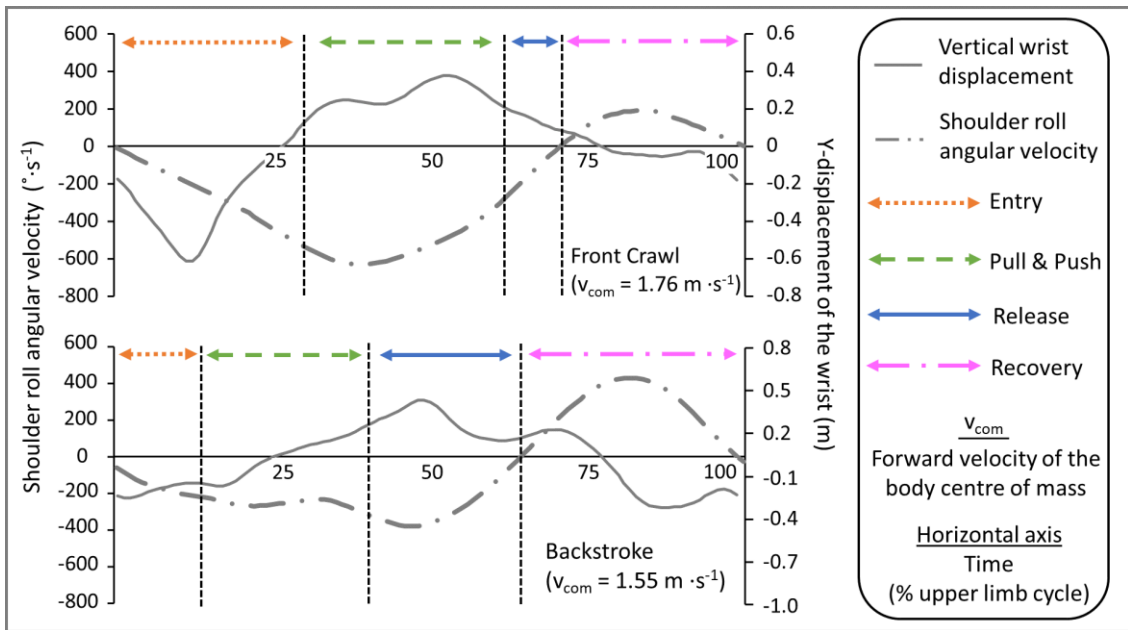 Shoulder roll angular velocity (°·s⁻¹)
600
400
200
0
-200
-400
-600
-800
25
50
75
100
Front Crawl
(v_com = 1.76 m ·s⁻¹)
0.6
0.4
0.2
0
-0.2
-0.4
-0.6
-0.8
Y-displacement of the wrist (m)
600
400
200
0
-200
-400
-600
-800
25
50
75
100
Backstroke
(v_com = 1.55 m ·s⁻¹)
0.8
0.5
0.2
-0.1
-0.4
-0.7
-1.0
Vertical wrist
displacement
Shoulder roll
angular velocity
Entry
Pull & Push
Release
Recovery
v_com
Forward velocity of the
body centre of mass
Horizontal axis
Time
(% upper limb cycle)